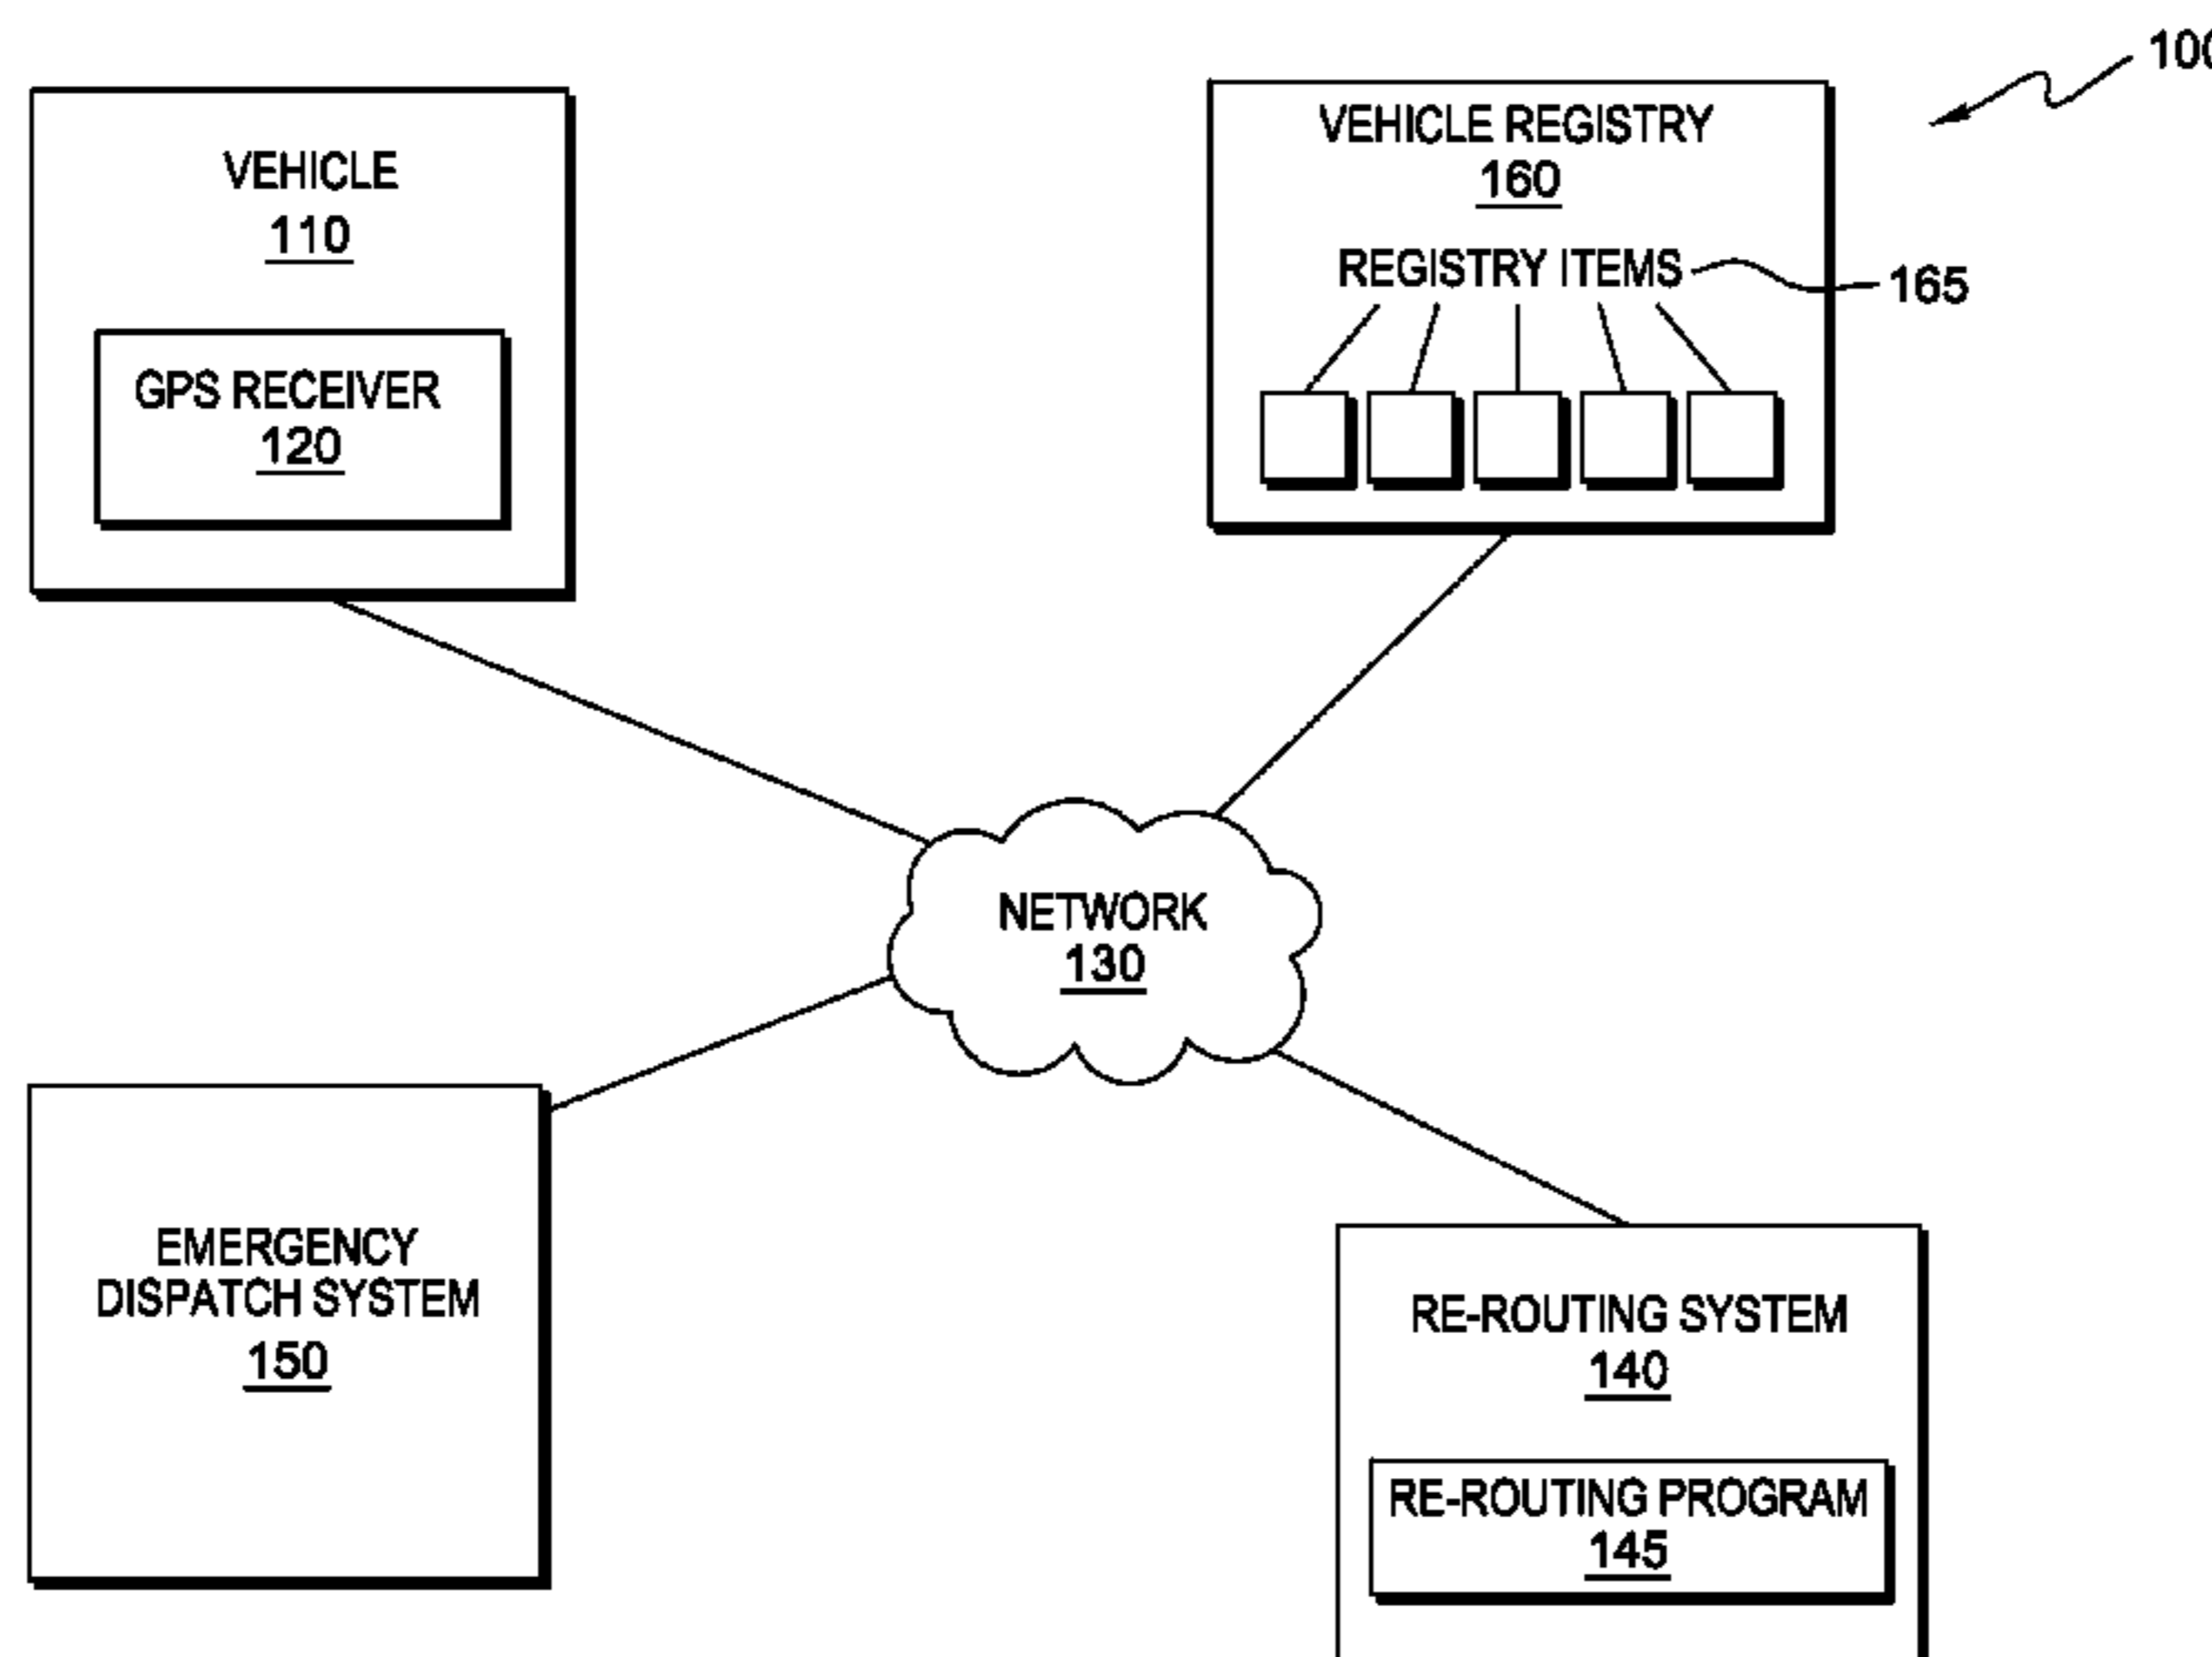 100
VEHICLE
110
GPS RECEIVER
120
VEHICLE REGISTRY
160
REGISTRY ITEMS
165
NETWORK
130
EMERGENCY
DISPATCH SYSTEM
150
RE-ROUTING SYSTEM
140
RE-ROUTING PROGRAM
145